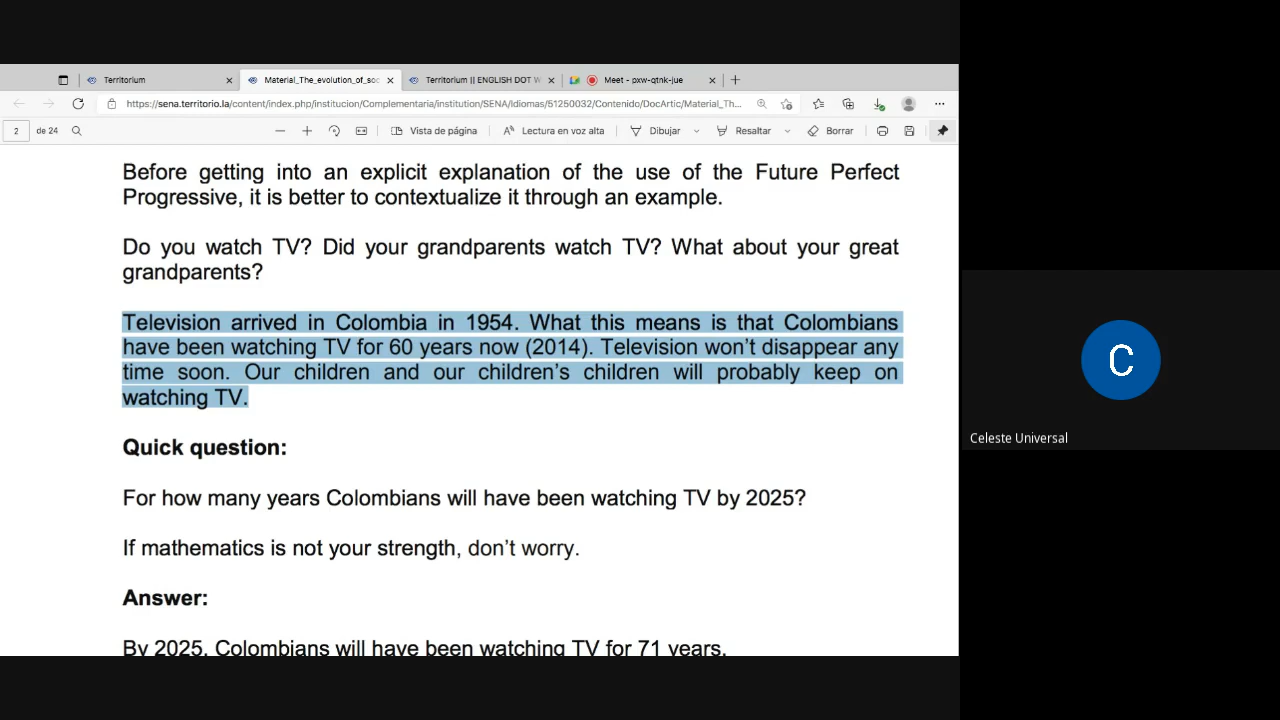 Territorium
Material_The_evolution_of_soc
Territorium || ENGLISH DOT W
Meet - pxw-qtnk-jue
https://sena.territorio.la/content/index.php/institucion/Complementaria/institution/SENA/Idiomas/51250032/Contenido/DocArtic/Material_Th...
2 de 24
Vista de página
Lectura en voz alta
Dibujar
Resaltar
Borrar
Before getting into an explicit explanation of the use of the Future Perfect
Progressive, it is better to contextualize it through an example.
Do you watch TV? Did your grandparents watch TV? What about your great
grandparents?
Television arrived in Colombia in 1954. What this means is that Colombians
have been watching TV for 60 years now (2014). Television won't disappear any
time soon. Our children and our children's children will probably keep on
watching TV.
Quick question:
For how many years Colombians will have been watching TV by 2025?
If mathematics is not your strength, don't worry.
Answer:
By 2025, Colombians will have been watching TV for 71 years.
C
Celeste Universal